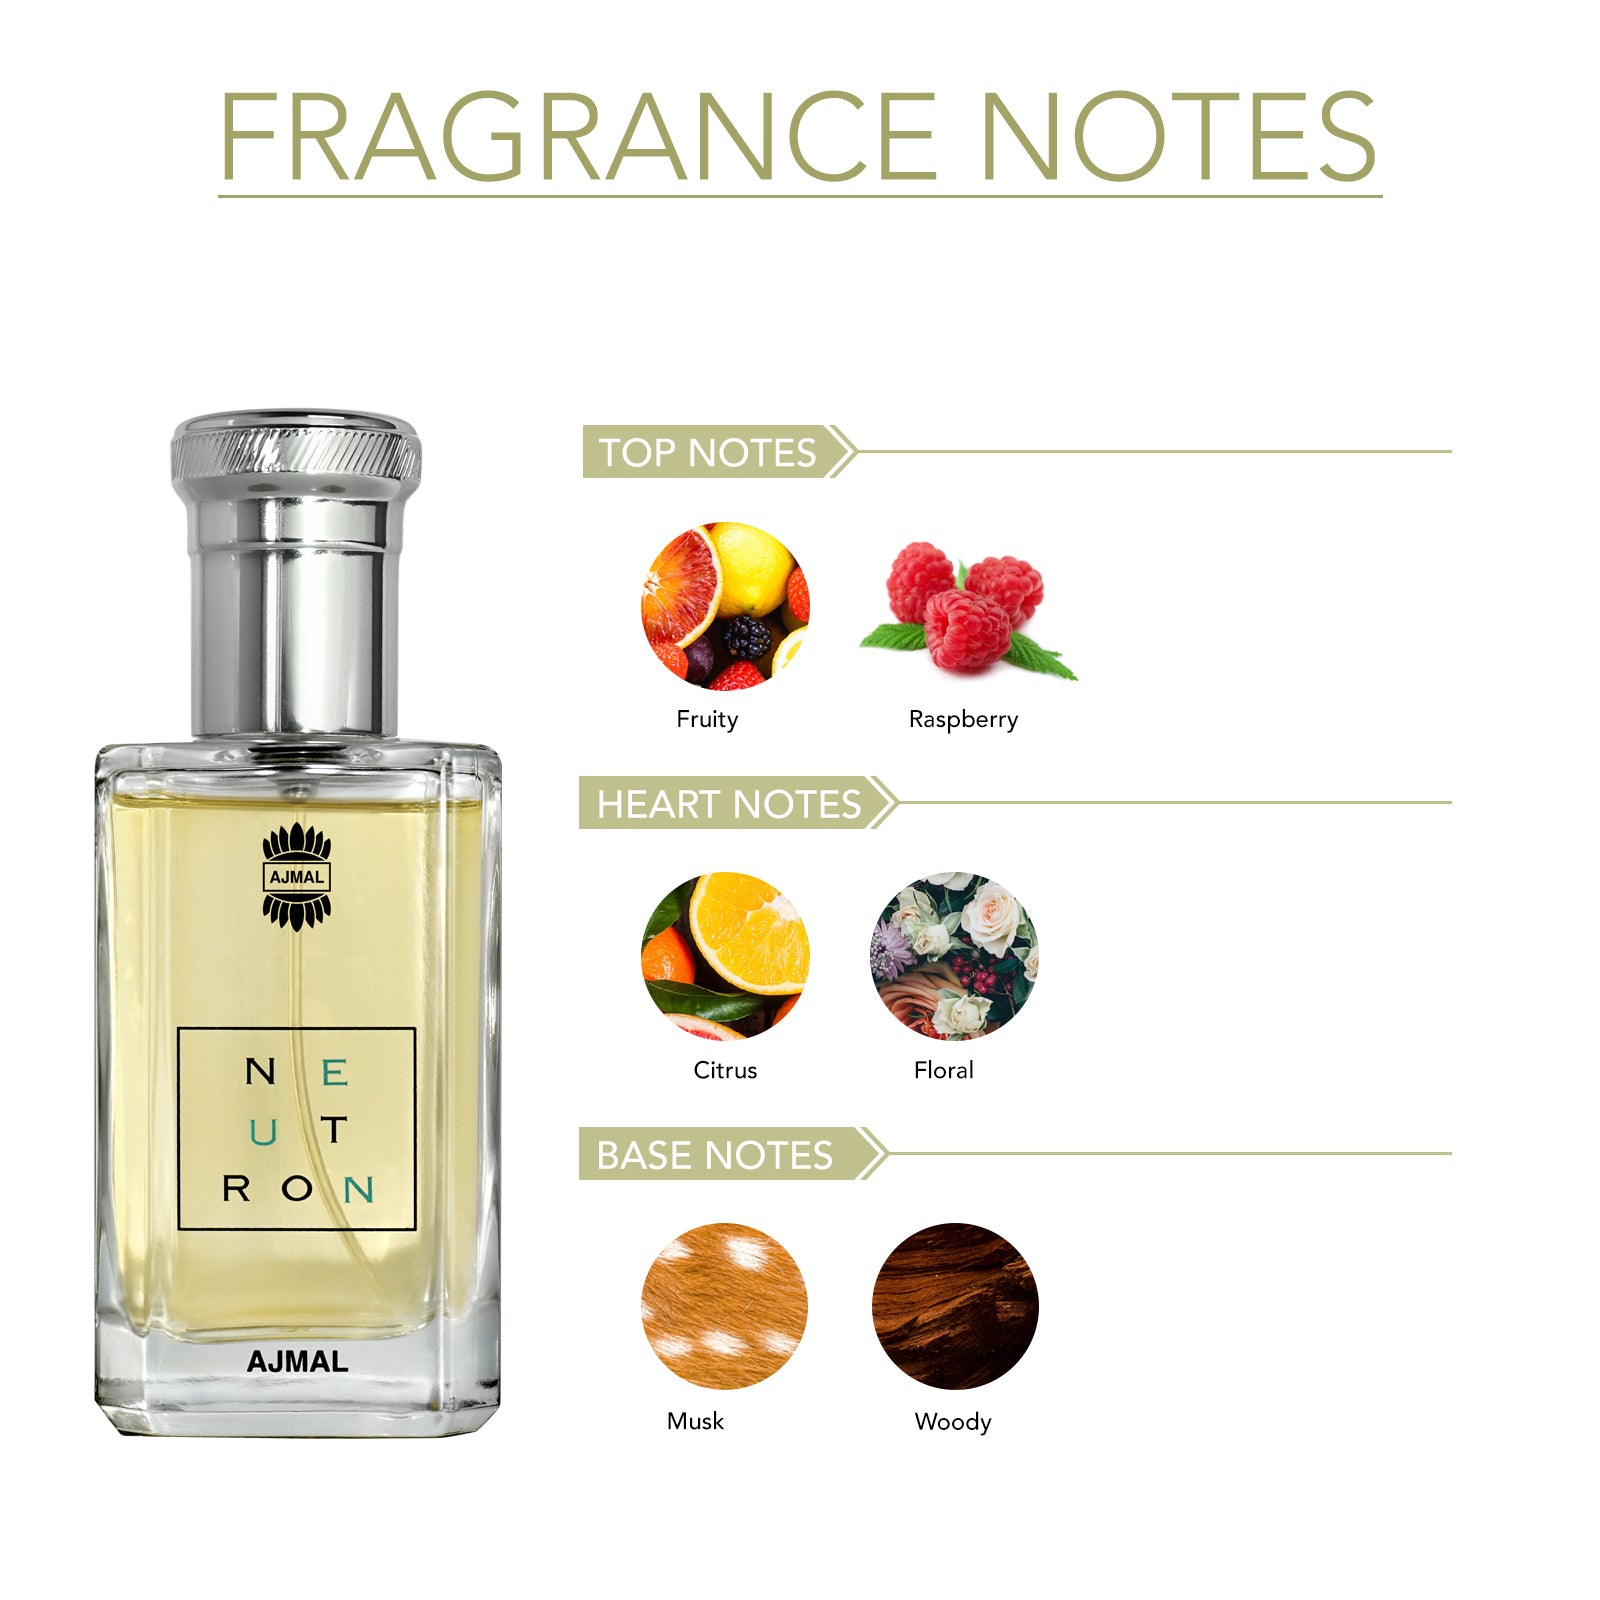 FRAGRANCE NOTES
TOP NOTES
Fruity Raspberry
HEART NOTES
Citrus Floral
BASE NOTES
Musk Woody
AJMAL
N E
U T
R O N
AJMAL